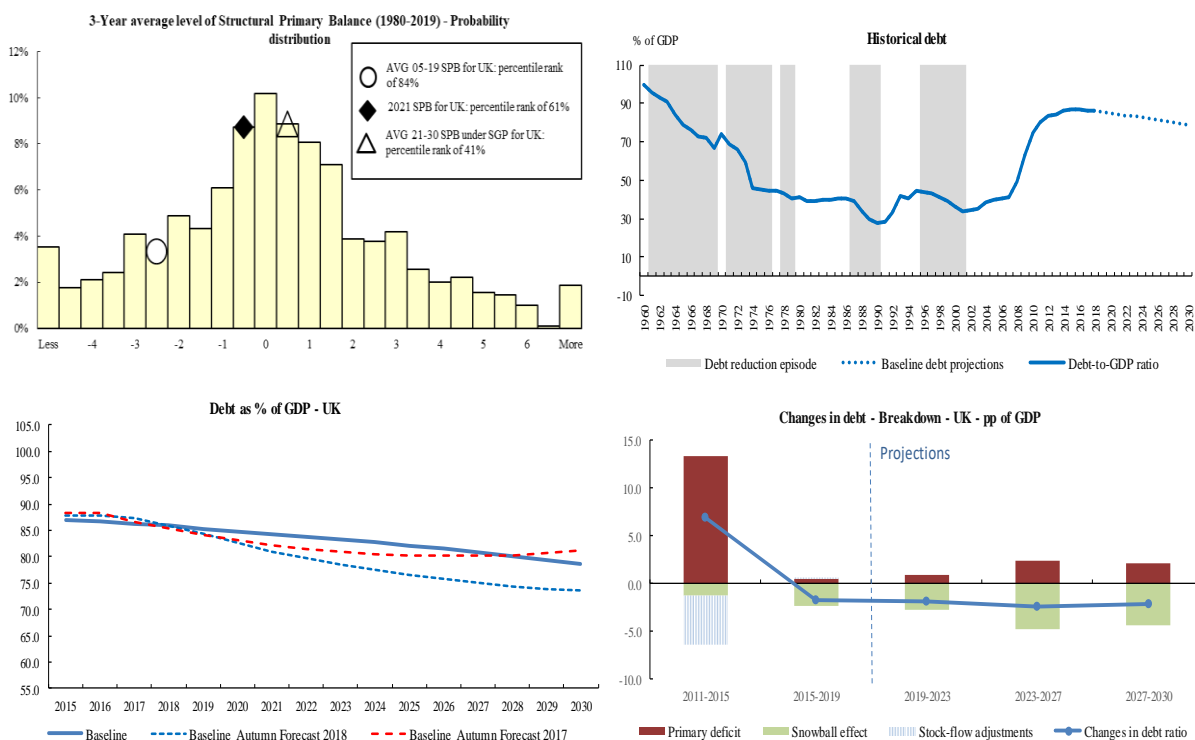 3-Year average level of Structural Primary Balance (1980-2019) - Probability
distribution
12%
10%
8%
6%
4%
2%
0%
Less -4 -3 -2 -1 0 1 2 3 4 5 6 More
AVG 05-19 SPB for UK: percentile rank
of 84%
2021 SPB for UK: percentile rank of 61%
AVG 21-30 SPB under SGP for UK:
percentile rank of 41%
% of GDP
Historical debt
110
90
70
50
30
10
-10
1960 1962 1964 1966 1968 1970 1972 1974 1976 1978 1980 1982 1984 1986 1988 1990 1992 1994 1996 1998 2000 2002 2004 2006 2008 2010 2012 2014 2016 2018 2020 2022 2024 2026 2028 2030
Debt reduction episode Baseline debt projections Debt-to-GDP ratio
Debt as % of GDP - UK
105.0
100.0
95.0
90.0
85.0
80.0
75.0
70.0
65.0
60.0
55.0
2015 2016 2017 2018 2019 2020 2021 2022 2023 2024 2025 2026 2027 2028 2029 2030
Baseline Baseline_Autumn Forecast 2018 Baseline_Autumn Forecast 2017
Changes in debt - Breakdown - UK - pp of GDP
Projections
15.0
10.0
5.0
0.0
-5.0
-10.0
2011-2015 2015-2019 2019-2023 2023-2027 2027-2030
Primary deficit Snowball effect Stock-flow adjustments Changes in debt ratio